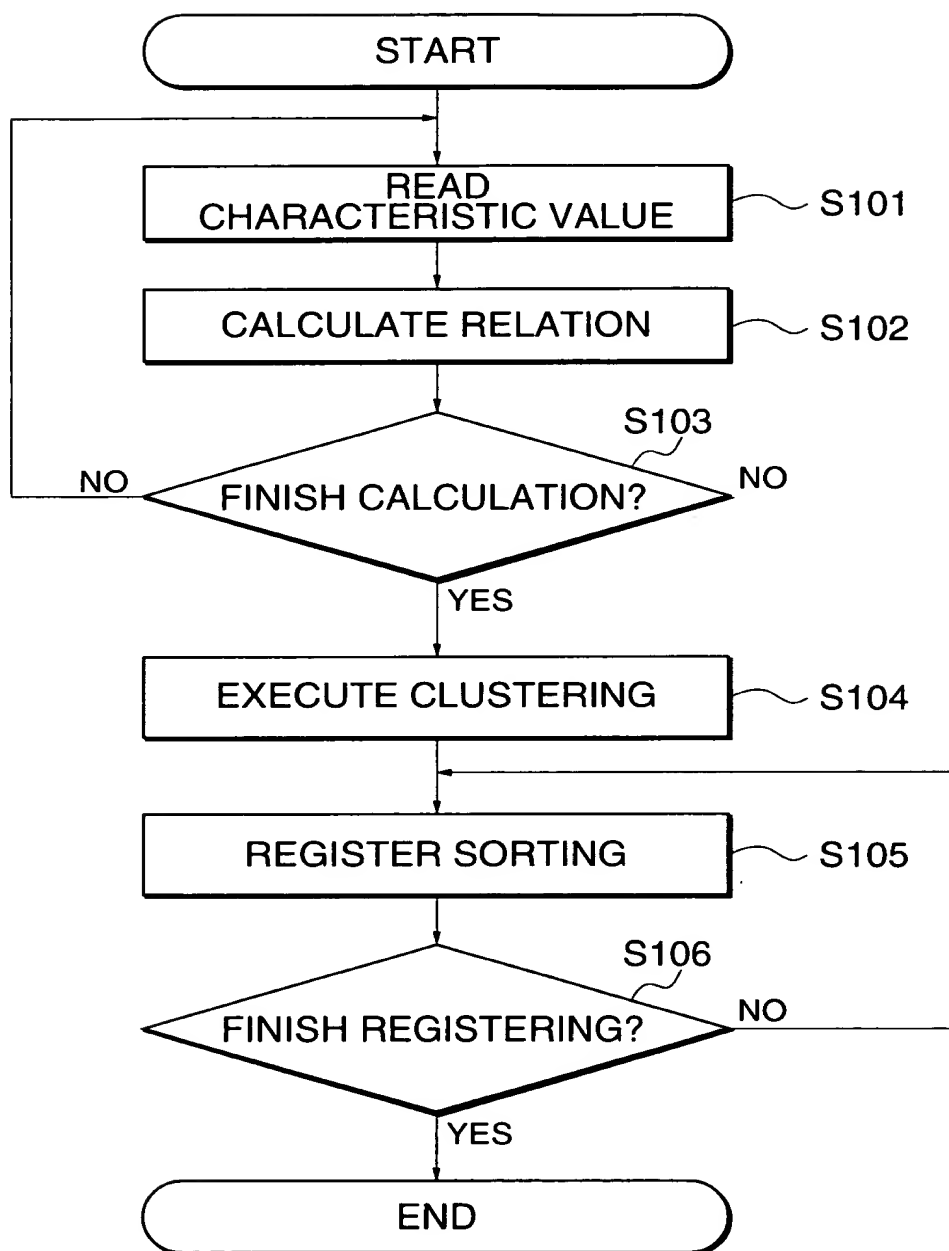 START
READ
CHARACTERISTIC VALUE
S101
CALCULATE RELATION
S102
S103
NO
FINISH CALCULATION?
NO
YES
EXECUTE CLUSTERING
S104
REGISTER SORTING
S105
S106
FINISH REGISTERING?
NO
YES
END